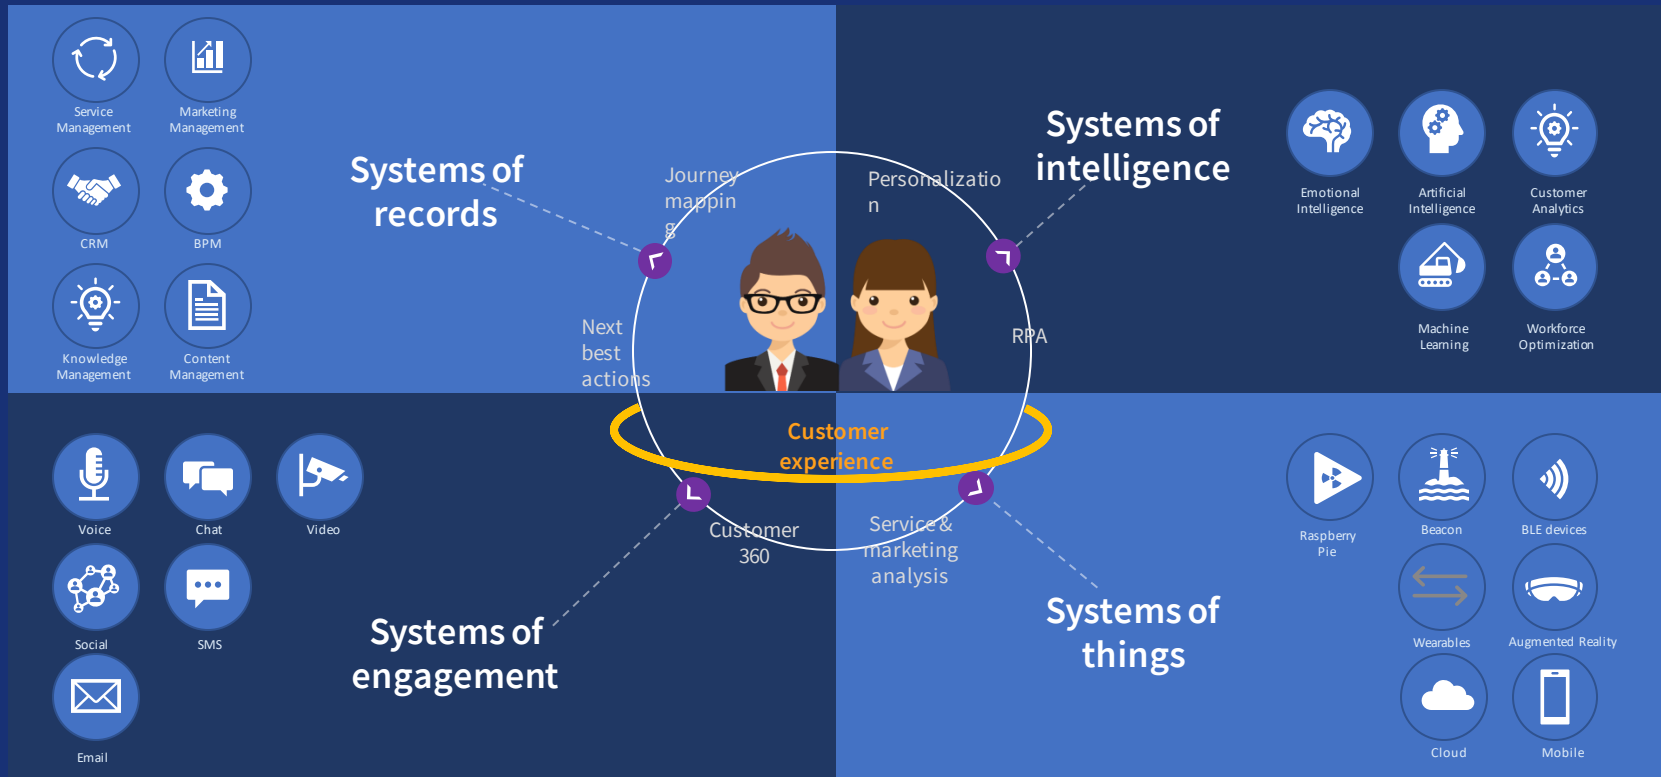 Service
Management
Marketing
Management
CRM
BPM
Knowledge
Management
Content
Management
Systems of
records
Journey
mappin
g
Next
best
actions
Personalizatio
n
RPA
Systems of
intelligence
Emotional
Intelligence
Artificial
Intelligence
Customer
Analytics
Machine
Learning
Workforce
Optimization
Customer
experience
Voice
Chat
Video
Social
SMS
Email
Systems of
engagement
Customer
360
Service &
marketing
analysis
Systems of
things
Raspberry
Pie
Beacon
BLE devices
Wearables
Augmented Reality
Cloud
Mobile